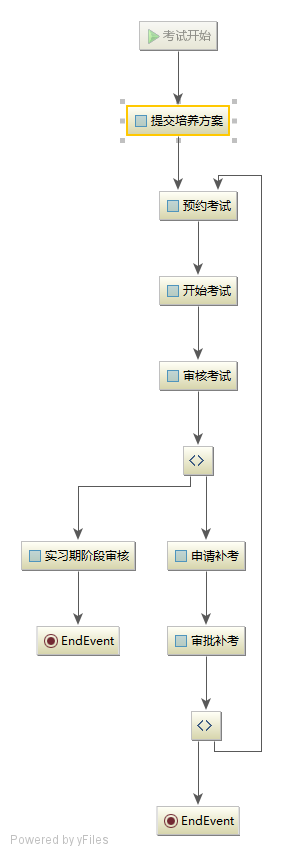 考试开始
提交培养方案
预约考试
开始考试
审核考试
<>
实习期阶段审核
申请补考
EndEvent
审批补考
<>
EndEvent
Powered by yFiles